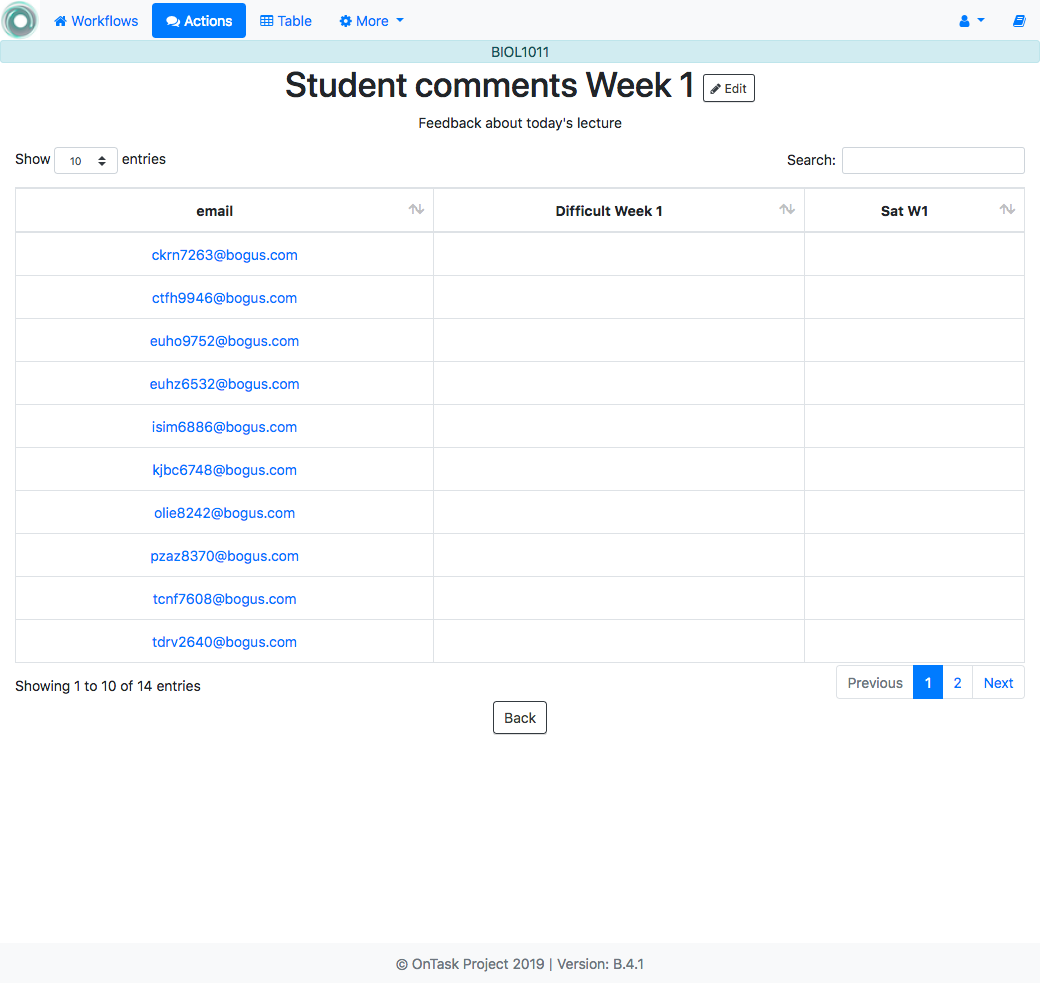 Workflows Actions Table More
BIOL1011
Student comments Week 1 Edit
Feedback about today's lecture
Show 10 entries Search:
email Difficult Week 1 Sat W1
ckrn7263@bogus.com
ctfh9946@bogus.com
euho9752@bogus.com
euhz6532@bogus.com
isim6886@bogus.com
kjbc6748@bogus.com
olie8242@bogus.com
pzaz8370@bogus.com
tcnf7608@bogus.com
tdrv2640@bogus.com
Showing 1 to 10 of 14 entries Previous 1 2 Next
Back
© OnTask Project 2019 | Version: B.4.1